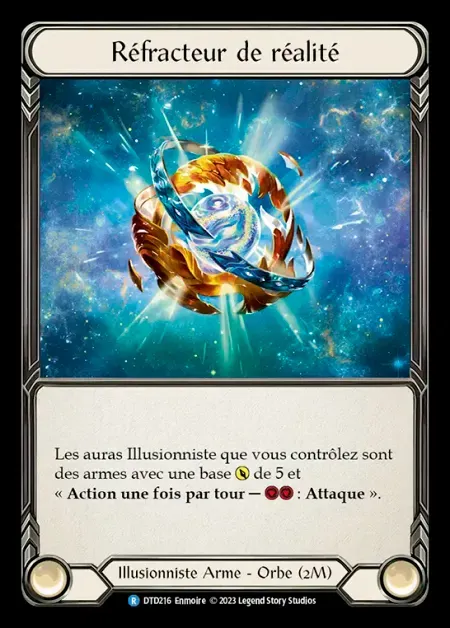 Réfracteur de réalité
Les auras Illusionniste que vous contrôlez sont
des armes avec une base de 5 et
« Action une fois par tour — : Attaque ».
Illusionniste Arme - Orbe (2M)
R DTD216 Enmoire © 2023 Legend Story Studios